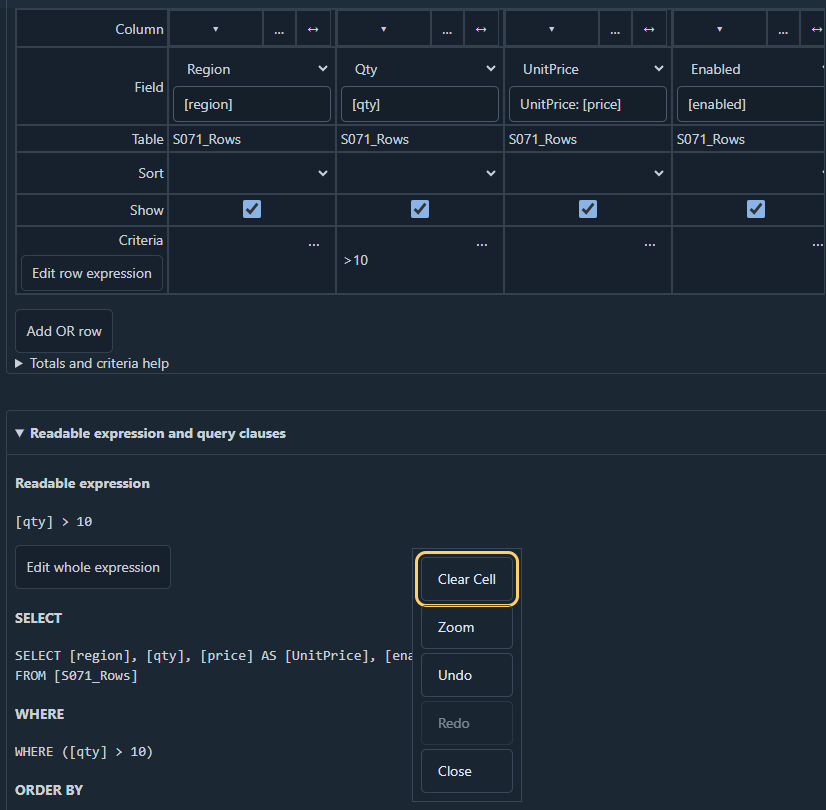 Column ▾ ... ↔ ▾ ... ↔ ▾ ... ↔ ▾ ... ↔
Field Region Qty UnitPrice Enabled
[region] [qty] UnitPrice: [price] [enabled]
Table S071_Rows S071_Rows S071_Rows S071_Rows
Sort
Show
Criteria ... ... ... ...
Edit row expression >10
Add OR row
Totals and criteria help
Readable expression and query clauses
Readable expression
[qty] > 10
Edit whole expression
SELECT
SELECT [region], [qty], [price] AS [UnitPrice], [ena
FROM [S071_Rows]
WHERE
WHERE ([qty] > 10)
ORDER BY
Clear Cell
Zoom
Undo
Redo
Close